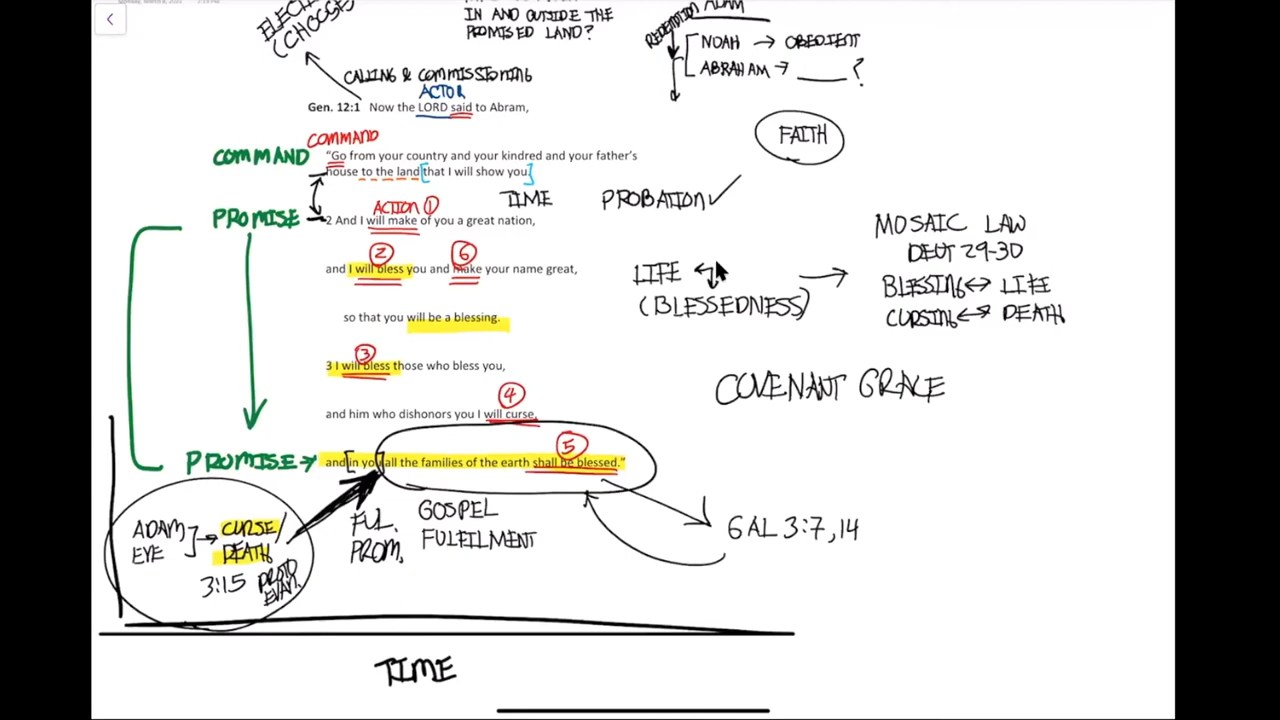 IN AND OUTSIDE THE
PROMISED LAND?
(CHOOSES
REDEMPTION
ADAM
NOAH → OBEDIENT
ABRAHAM → ____ ?
CALLING & COMMISSIONING
ACTOR
Gen. 12:1 Now the LORD said to Abram,
FAITH
COMMAND
COMMAND
"Go from your country and your kindred and your father's
house to the land [that I will show you.]
TIME
PROBATION ✓
ACTION ①
PROMISE
2 And I will make of you a great nation,
② ⑥
and I will bless you and make your name great,
so that you will be a blessing.
③
3 I will bless those who bless you,
④
and him who dishonors you I will curse,
⑤
PROMISE → and [in you] all the families of the earth shall be blessed."
LIFE
(BLESSEDNESS)
MOSAIC LAW
DEUT 29-30
BLESSING ↔ LIFE
CURSING ↔ DEATH
COVENANT GRACE
ADAM
EVE
→ CURSE/
DEATH
3:15 PROTO
EVAN.
FUL.
PROM.
GOSPEL
FULFILMENT
GAL 3:7,14
TIME